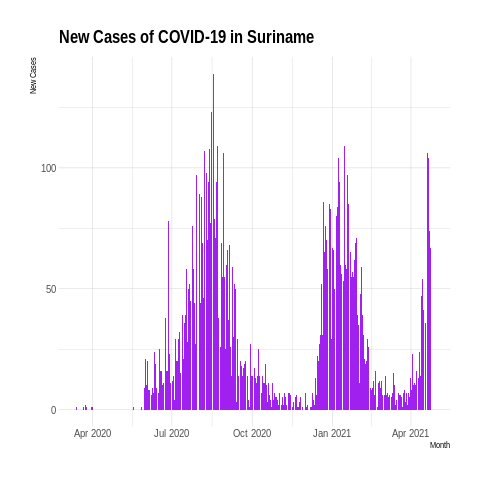 New Cases of COVID-19 in Suriname
New Cases
100
50
0
Apr 2020 Jul 2020 Oct 2020 Jan 2021 Apr 2021
Month